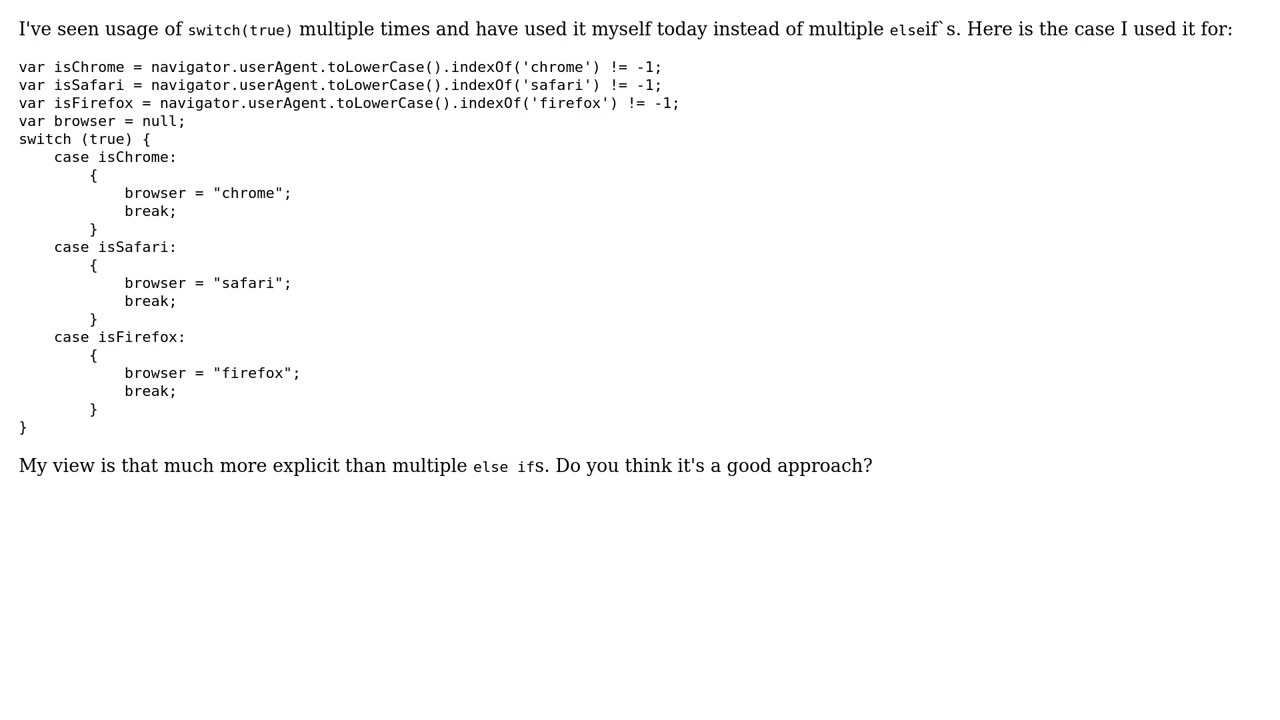 I've seen usage of switch(true) multiple times and have used it myself today instead of multiple elseif`s. Here is the case I used it for:
var isChrome = navigator.userAgent.toLowerCase().indexOf('chrome') != -1;
var isSafari = navigator.userAgent.toLowerCase().indexOf('safari') != -1;
var isFirefox = navigator.userAgent.toLowerCase().indexOf('firefox') != -1;
var browser = null;
switch (true) {
    case isChrome:
        {
            browser = "chrome";
            break;
        }
    case isSafari:
        {
            browser = "safari";
            break;
        }
    case isFirefox:
        {
            browser = "firefox";
            break;
        }
}
My view is that much more explicit than multiple else ifs. Do you think it's a good approach?